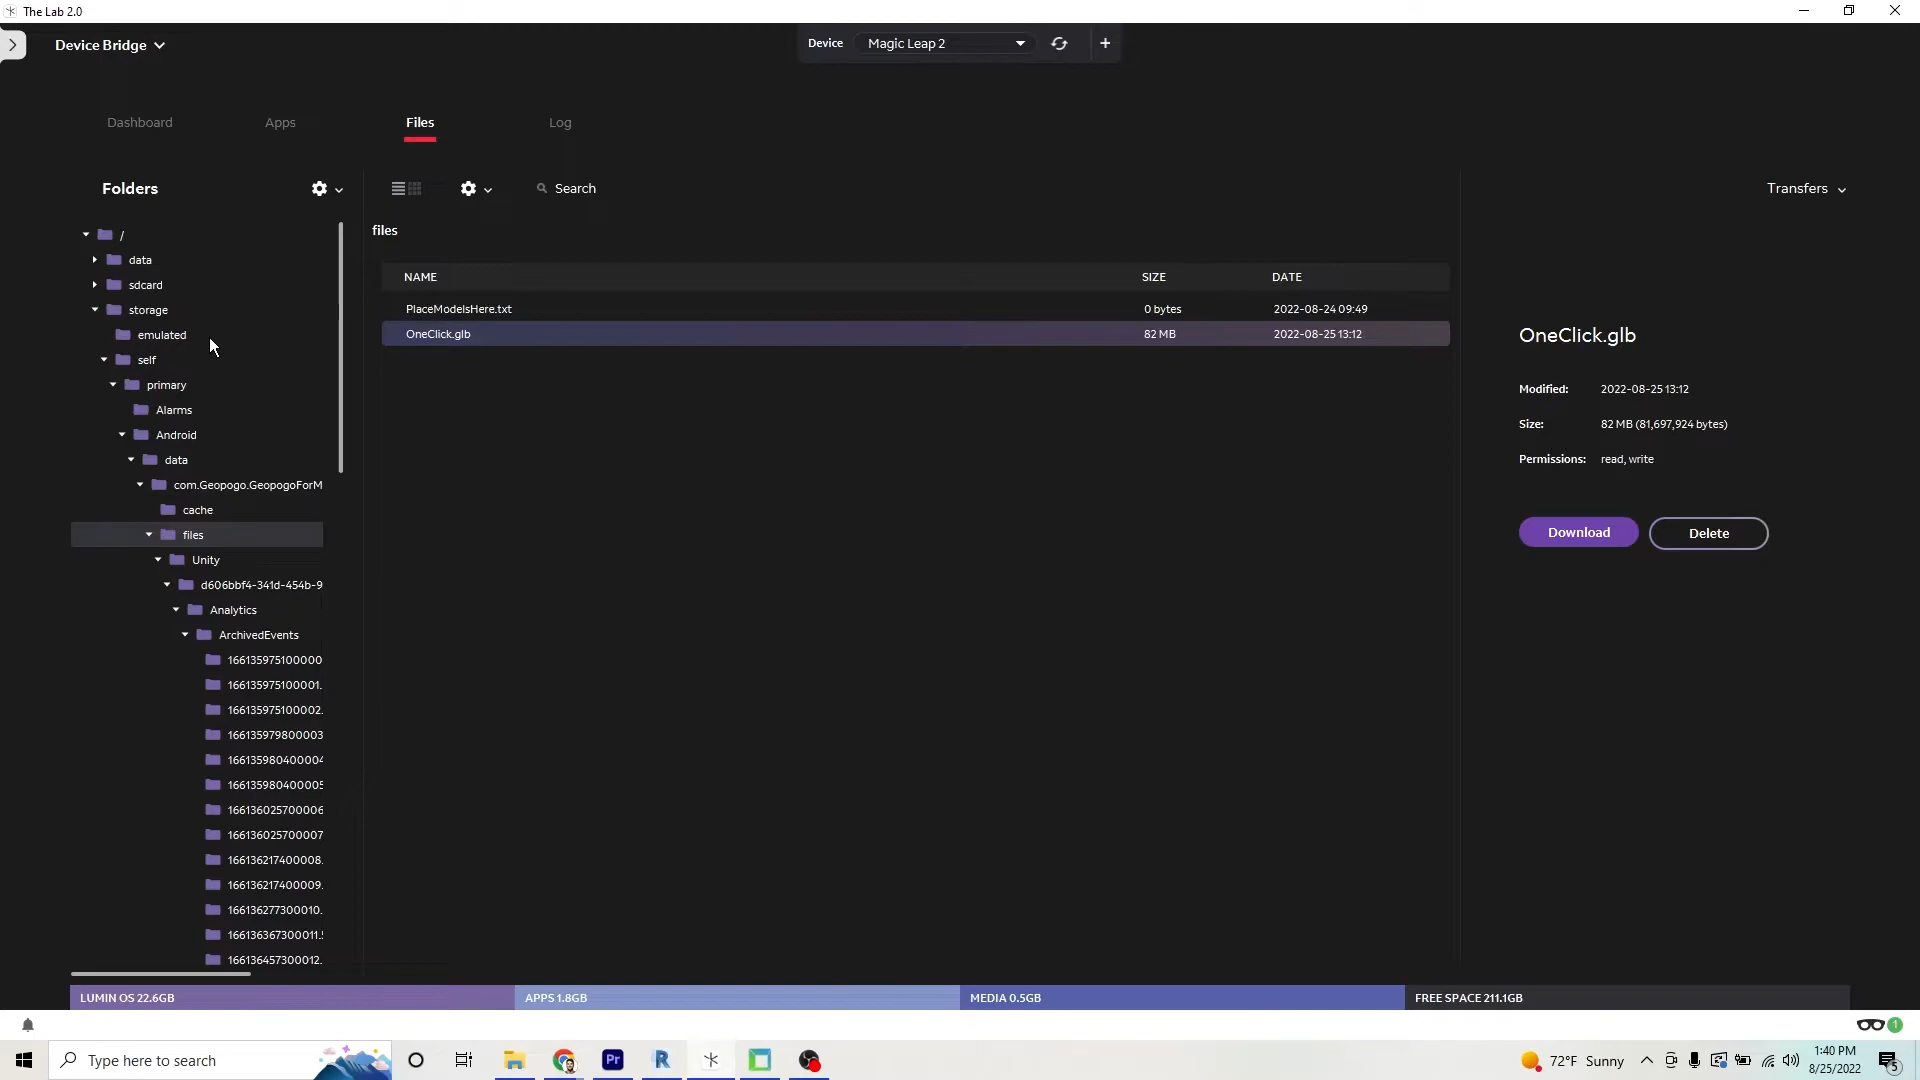 The Lab 2.0
Device Bridge
Device Magic Leap 2
Dashboard Apps Files Log
Folders
Search
Transfers
/
data
sdcard
storage
emulated
self
primary
Alarms
Android
data
com.Geopogo.GeopogoForM
cache
files
Unity
d606bbf4-341d-454b-9
Analytics
ArchivedEvents
166135975100000
166135975100001.
166135975100002.
166135979800003
166135980400004
166135980400005
166136025700006
166136025700007
166136217400008.
166136217400009.
166136277300010.
166136367300011.
166136457300012.
files
NAME SIZE DATE
PlaceModelsHere.txt 0 bytes 2022-08-24 09:49
OneClick.glb 82 MB 2022-08-25 13:12
OneClick.glb
Modified: 2022-08-25 13:12
Size: 82 MB (81,697,924 bytes)
Permissions: read, write
Download Delete
LUMIN OS 22.6GB APPS 1.8GB MEDIA 0.5GB FREE SPACE 211.1GB
1
Type here to search
Pr
R
72°F Sunny
1:40 PM
8/25/2022
5